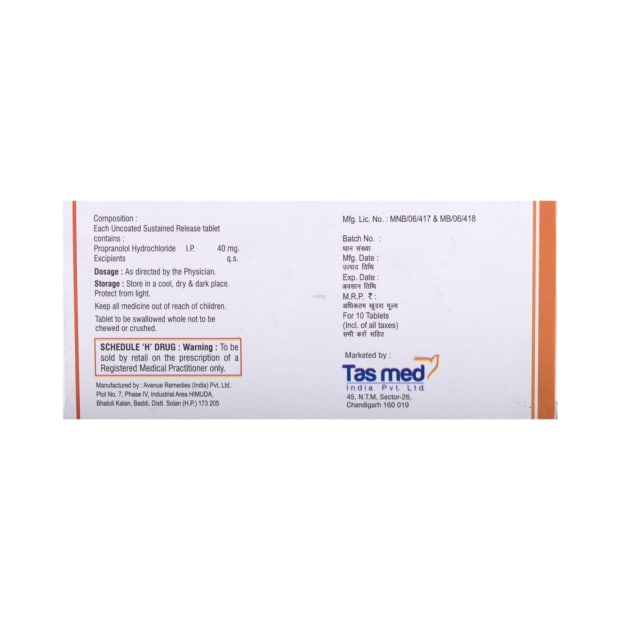 Composition :
Each Uncoated Sustained Release tablet
contains :
Propranolol Hydrochloride I.P. 40 mg.
Excipients q.s.
Dosage : As directed by the Physician.
Storage : Store in a cool, dry & dark place.
Protect from light.
Keep all medicine out of reach of children.
Tablet to be swallowed whole not to be
chewed or crushed.
SCHEDULE 'H' DRUG : Warning : To be
sold by retail on the prescription of a
Registered Medical Practitioner only.
Manufactured by : Avenue Remedies (India) Pvt. Ltd.
Plot No. 7, Phase IV, Industrial Area HIMUDA,
Bhatoli Kalan, Baddi, Distt. Solan (H.P.) 173 205
Mfg. Lic. No. : MNB/06/417 & MB/06/418
Batch No. :
धान संख्या
Mfg. Date :
उत्पाद तिथि
Exp. Date :
अवसान तिथि
M.R.P. ₹ :
अधिकतम खुदरा मूल्य
For 10 Tablets
(Incl. of all taxes)
सभी करों सहित
Marketed by :
Tas med
India Pvt. Ltd
45, N.T.M, Sector-26,
Chandigarh 160 019